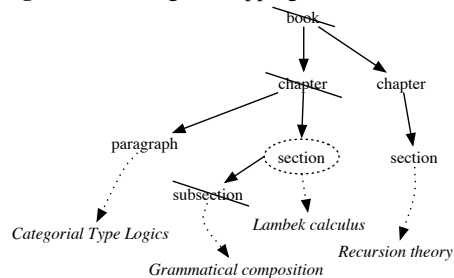 book
chapter
chapter
paragraph
section
section
subsection
Categorial Type Logics
Lambek calculus
Recursion theory
Grammatical composition